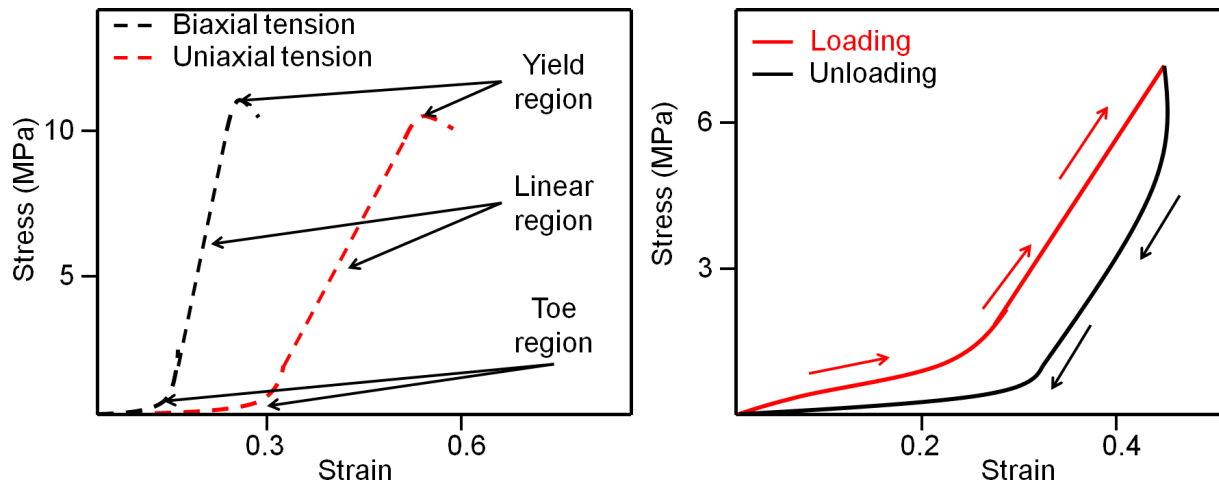 Biaxial tension
Uniaxial tension
Yield
region
Linear
region
Toe
region
Stress (MPa)
10
5
0.3
0.6
Strain
Loading
Unloading
Stress (MPa)
6
3
0.2
0.4
Strain